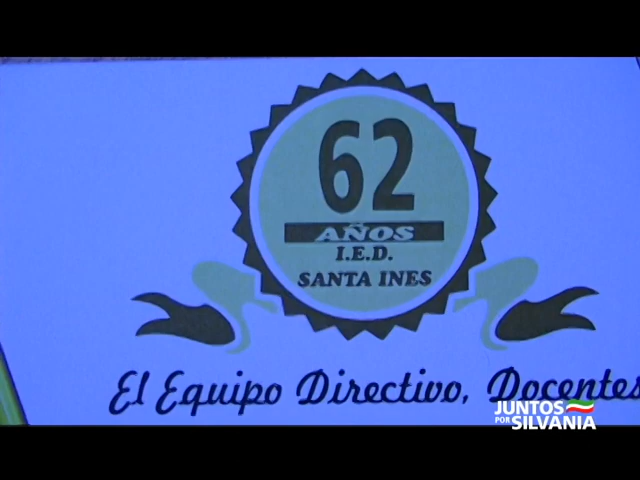 62
AÑOS
I.E.D.
SANTA INES
El Equipo Directivo, Docentes
JUNTOS
POR SILVANIA